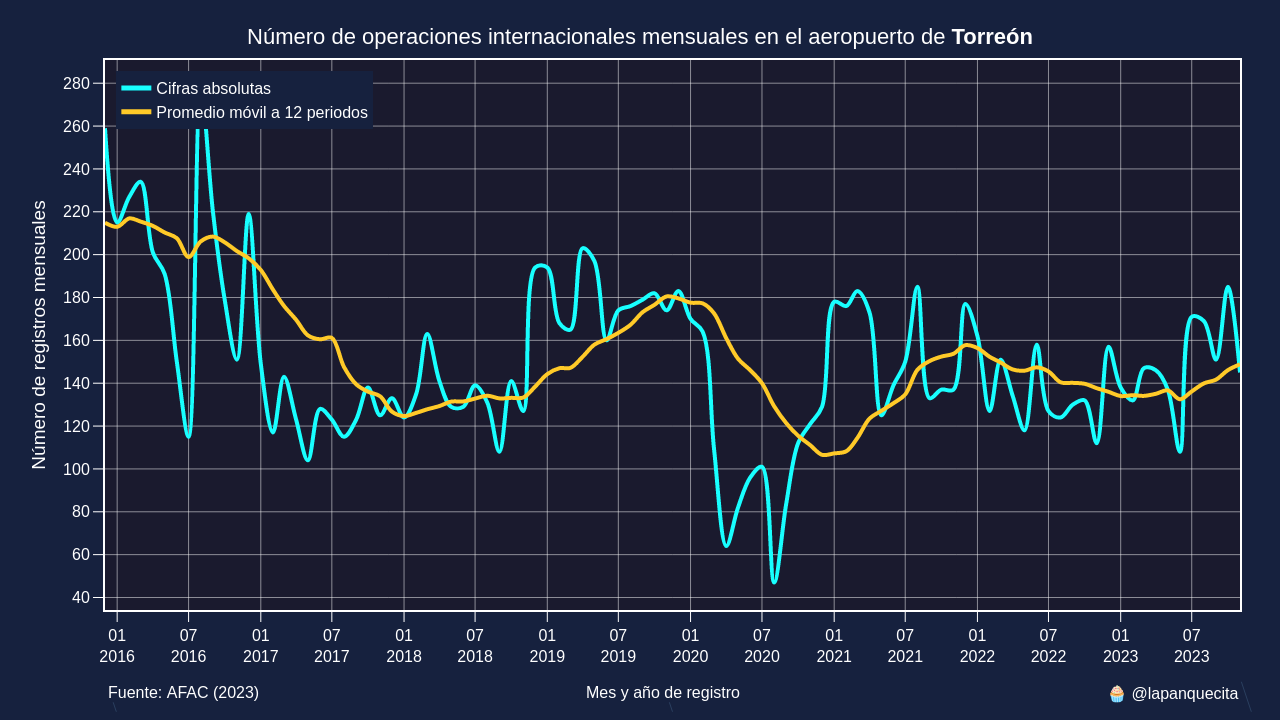 Número de operaciones internacionales mensuales en el aeropuerto de Torreón
Cifras absolutas
Promedio móvil a 12 periodos
Número de registros mensuales
280
260
240
220
200
180
160
140
120
100
80
60
40
01 07 01 07 01 07 01 07 01 07 01 07 01 07 01 07
2016 2016 2017 2017 2018 2018 2019 2019 2020 2020 2021 2021 2022 2022 2023 2023
Fuente: AFAC (2023) Mes y año de registro 🧁 @lapanquecita